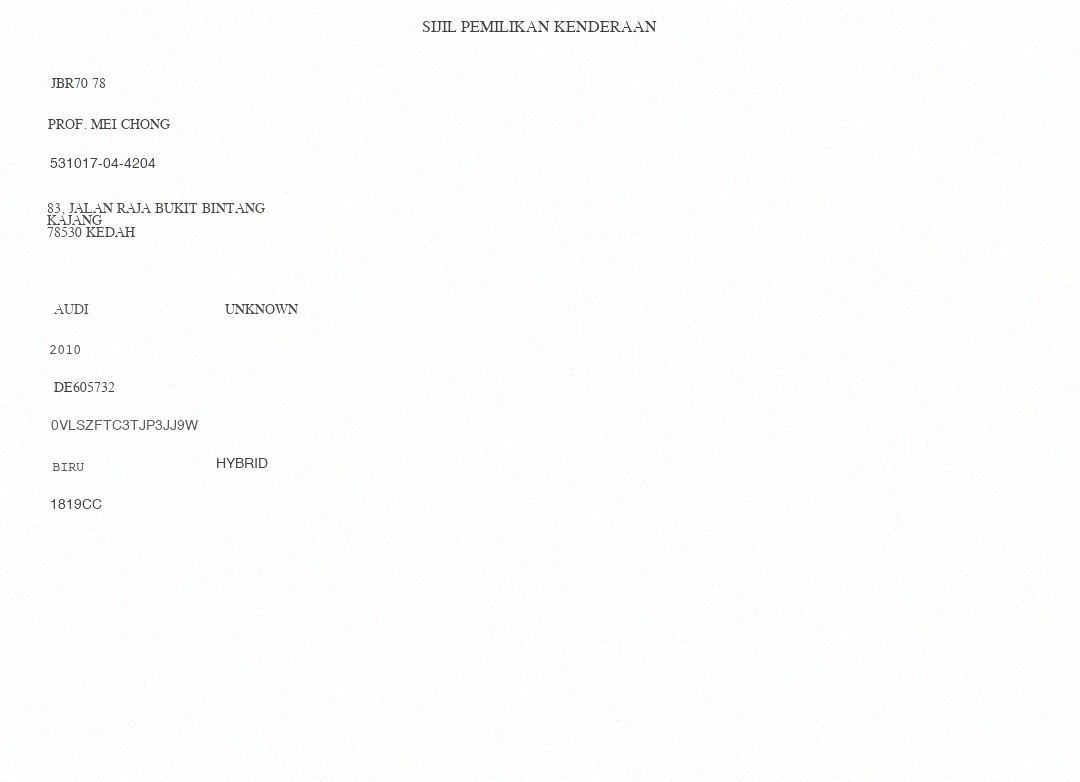 SIJIL PEMILIKAN KENDERAAN
JBR70 78
PROF. MEI CHONG
531017-04-4204
83, JALAN RAJA BUKIT BINTANG
KAJANG
78530 KEDAH
AUDI UNKNOWN
2010
DE605732
0VLSZFTC3TJP3JJ9W
BIRU HYBRID
1819CC